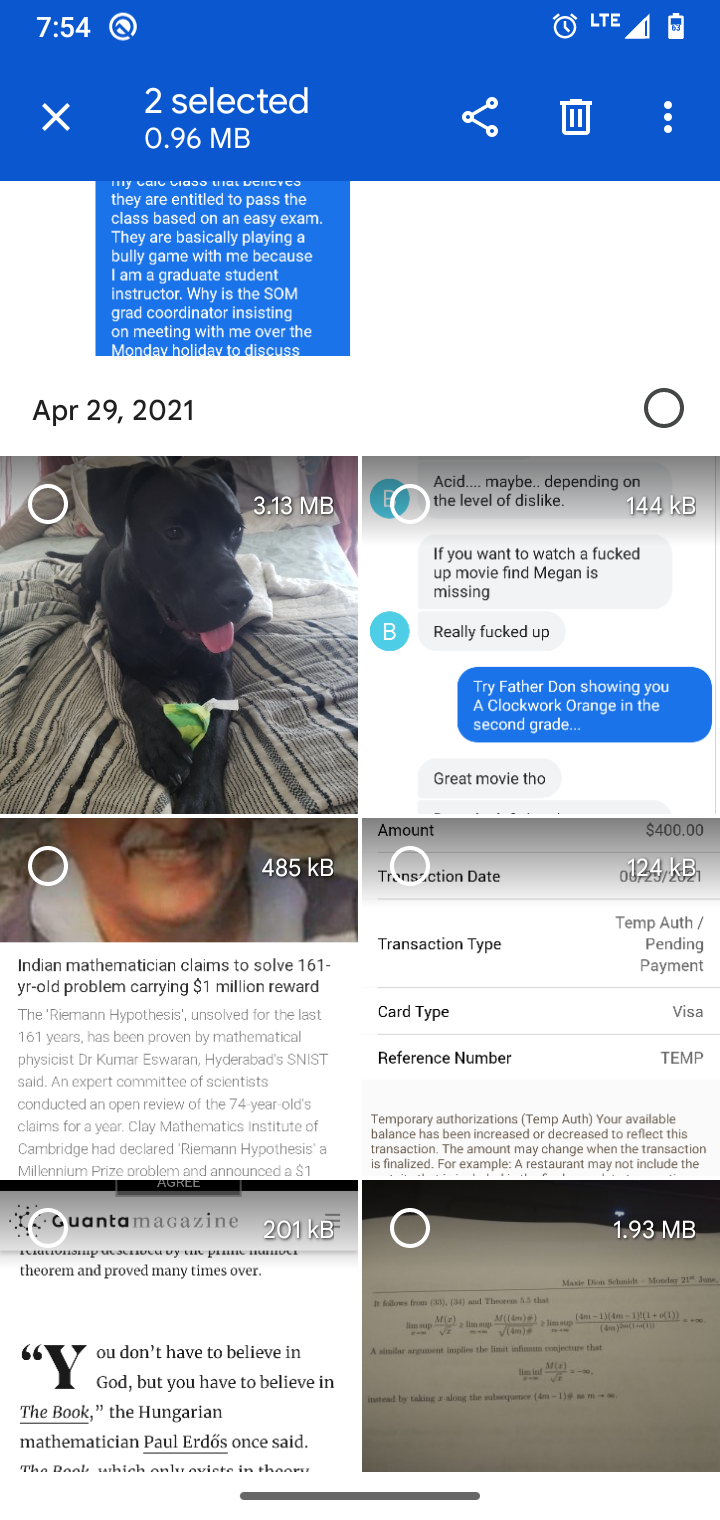 7:54
LTE
2 selected
0.96 MB
my calc class that believes
they are entitled to pass the
class based on an easy exam.
They are basically playing a
bully game with me because
I am a graduate student
instructor. Why is the SOM
grad coordinator insisting
on meeting with me over the
Monday holiday to discuss
Apr 29, 2021
3.13 MB
144 kB
B
Acid.... maybe.. depending on
the level of dislike.
If you want to watch a fucked
up movie find Megan is
missing
B
Really fucked up
Try Father Don showing you
A Clockwork Orange in the
second grade...
Great movie tho
485 kB
Indian mathematician claims to solve 161-
yr-old problem carrying $1 million reward
The 'Riemann Hypothesis', unsolved for the last
161 years, has been proven by mathematical
physicist Dr Kumar Eswaran, Hyderabad's SNIST
said. An expert committee of scientists
conducted an open review of the 74-year-old's
claims for a year. Clay Mathematics Institute of
Cambridge had declared 'Riemann Hypothesis' a
Millennium Prize problem and announced a $1
124 kB
Amount $400.00
Transaction Date
Transaction Type Temp Auth /
Pending
Payment
Card Type Visa
Reference Number TEMP
Temporary authorizations (Temp Auth) Your available
balance has been increased or decreased to reflect this
transaction. The amount may change when the transaction
is finalized. For example: A restaurant may not include the
AGREE
Quantamagazine
201 kB
relationship described by the prime number
theorem and proved many times over.
“You don’t have to believe in
God, but you have to believe in
The Book,” the Hungarian
mathematician Paul Erdős once said.
The Book, which only exists in theory
1.93 MB
Maxie Dion Schmidt – Monday 21st June,
It follows from (33), (34) and Theorem 5.5 that
A similar argument implies the limit infimum conjecture that
lim inf M(x)/√x = −∞,
instead by taking x along the subsequence (4m − 1)# as m → ∞.